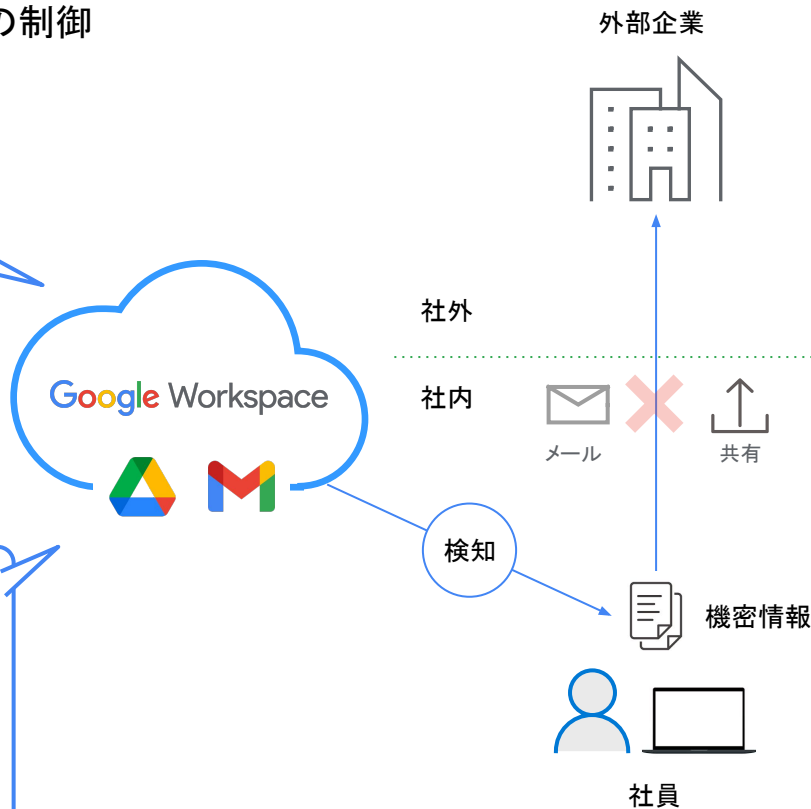 の制御
外部企業
社外
Google Workspace
社内
メール
共有
検知
機密情報
社員